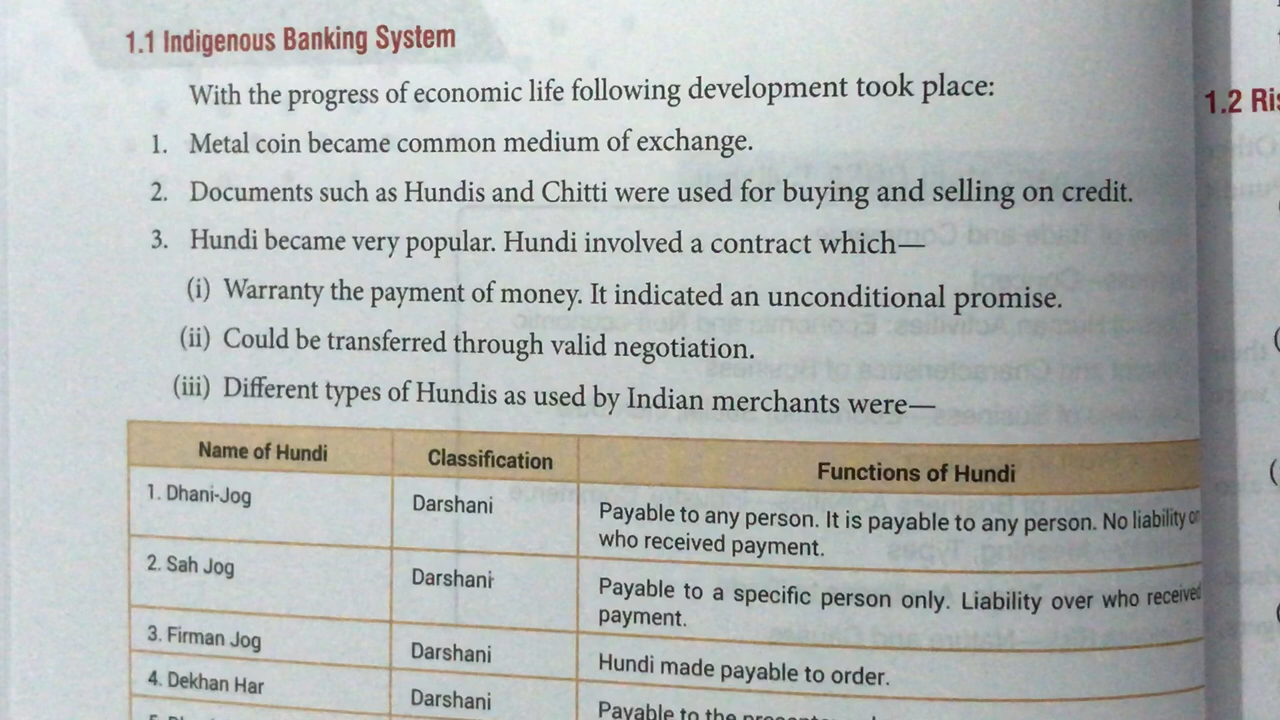 1.1 Indigenous Banking System
With the progress of economic life following development took place:
1. Metal coin became common medium of exchange.
2. Documents such as Hundis and Chitti were used for buying and selling on credit.
3. Hundi became very popular. Hundi involved a contract which—
(i) Warranty the payment of money. It indicated an unconditional promise.
(ii) Could be transferred through valid negotiation.
(iii) Different types of Hundis as used by Indian merchants were—
Name of Hundi Classification Functions of Hundi
1. Dhani-Jog Darshani Payable to any person. It is payable to any person. No liability on
who received payment.
2. Sah Jog Darshani Payable to a specific person only. Liability over who received
payment.
3. Firman Jog Darshani Hundi made payable to order.
4. Dekhan Har Darshani Payable to the
1.2